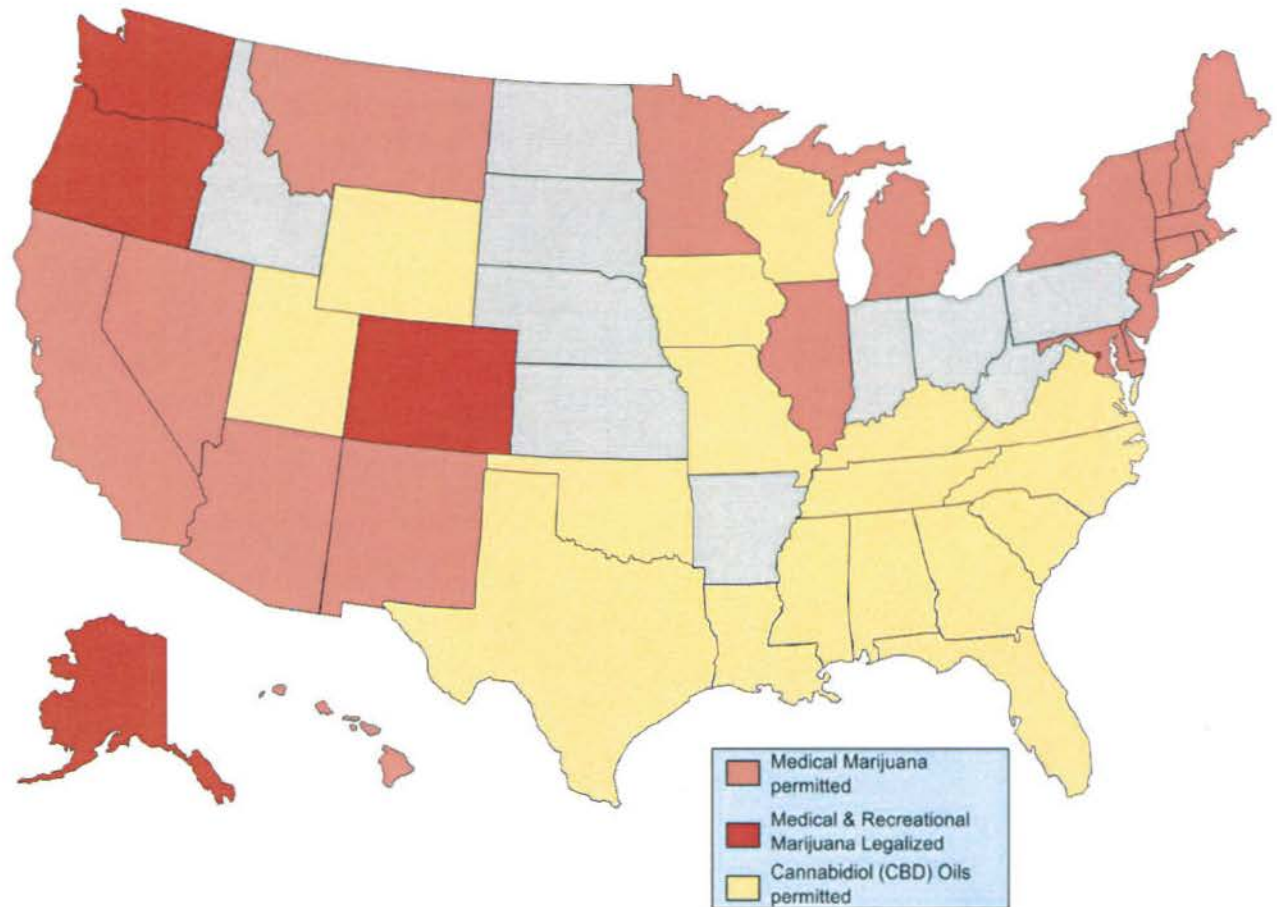 Medical Marijuana
permitted
Medical & Recreational
Marijuana Legalized
Cannabidiol (CBD) Oils
permitted